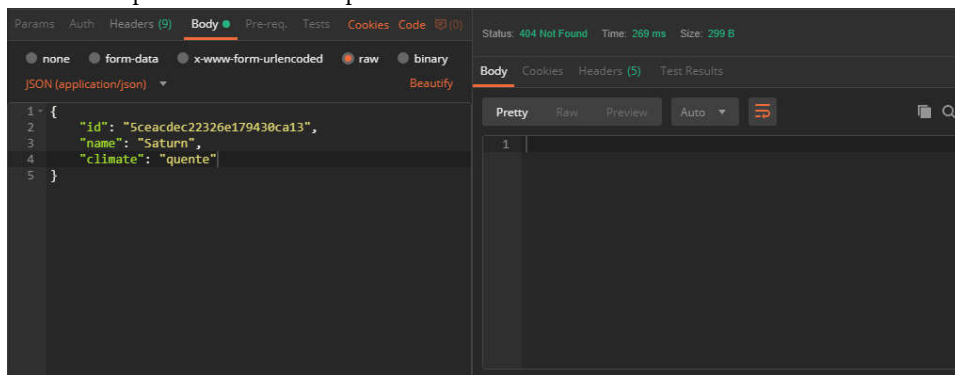 Params Auth Headers (9) Body Pre-req. Tests Cookies Code (0)
none form-data x-www-form-urlencoded raw binary
JSON (application/json) Beautify
1 {
2 "id": "5ceacdec22326e179430ca13",
3 "name": "Saturn",
4 "climate": "quente"
5 }
Status: 404 Not Found Time: 269 ms Size: 299 B
Body Cookies Headers (5) Test Results
Pretty Raw Preview Auto
1